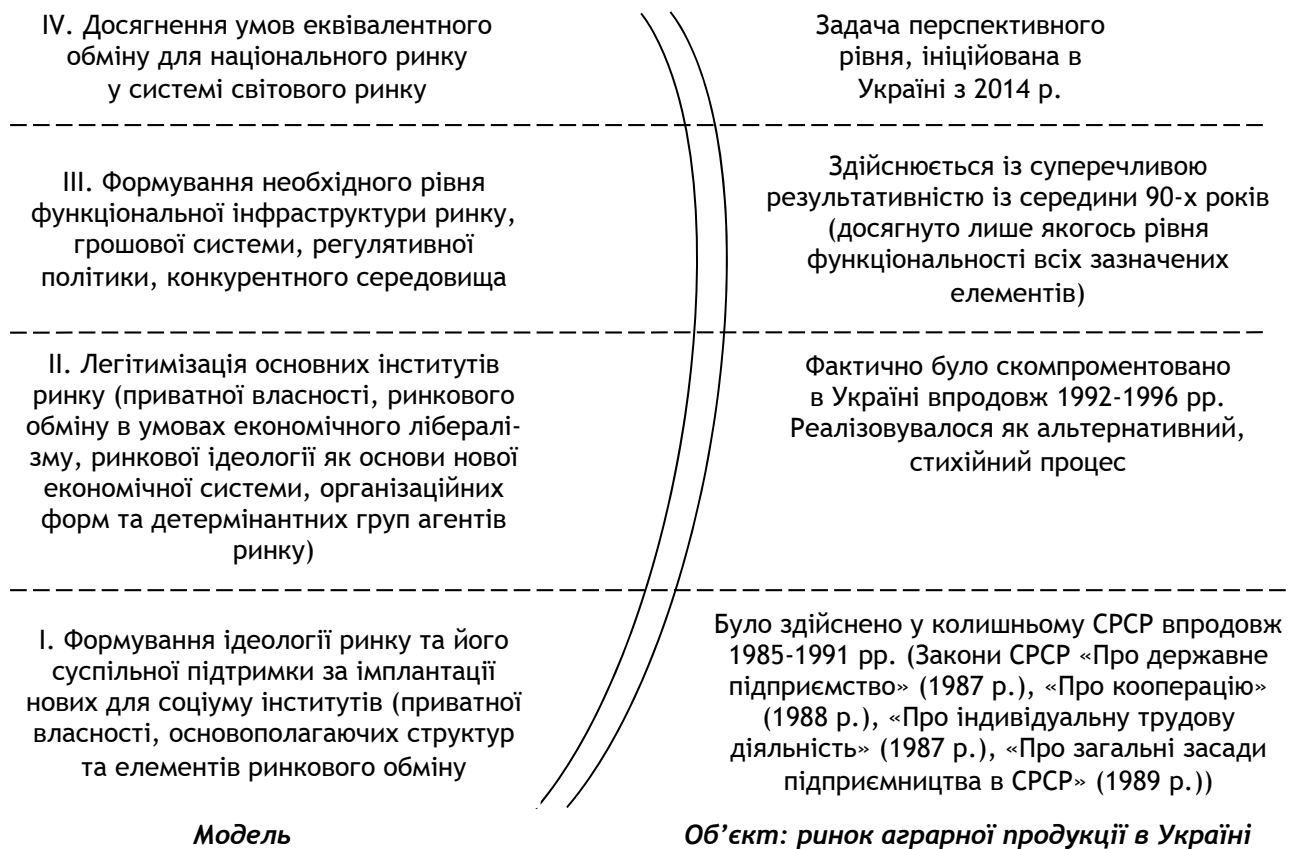 IV. Досягнення умов еквівалентного
обміну для національного ринку
у системі світового ринку
Задача перспективного
рівня, ініційована в
Україні з 2014 р.
III. Формування необхідного рівня
функціональної інфраструктури ринку,
грошової системи, регулятивної
політики, конкурентного середовища
Здійснюється із суперечливою
результативністю із середини 90-х років
(досягнуто лише якогось рівня
функціональності всіх зазначених
елементів)
II. Легітимізація основних інститутів
ринку (приватної власності, ринкового
обміну в умовах економічного лібералі-
зму, ринкової ідеології як основи нової
економічної системи, організаційних
форм та детермінантних груп агентів
ринку)
Фактично було скомпроментовано
в Україні впродовж 1992-1996 рр.
Реалізовувалося як альтернативний,
стихійний процес
I. Формування ідеології ринку та його
суспільної підтримки за імплантації
нових для соціуму інститутів (приватної
власності, основополагаючих структур
та елементів ринкового обміну
Було здійснено у колишньому СРСР впродовж
1985-1991 рр. (Закони СРСР «Про державне
підприємство» (1987 р.), «Про кооперацію»
(1988 р.), «Про індивідуальну трудову
діяльність» (1987 р.), «Про загальні засади
підприємництва в СРСР» (1989 р.))
Модель
Об’єкт: ринок аграрної продукції в Україні